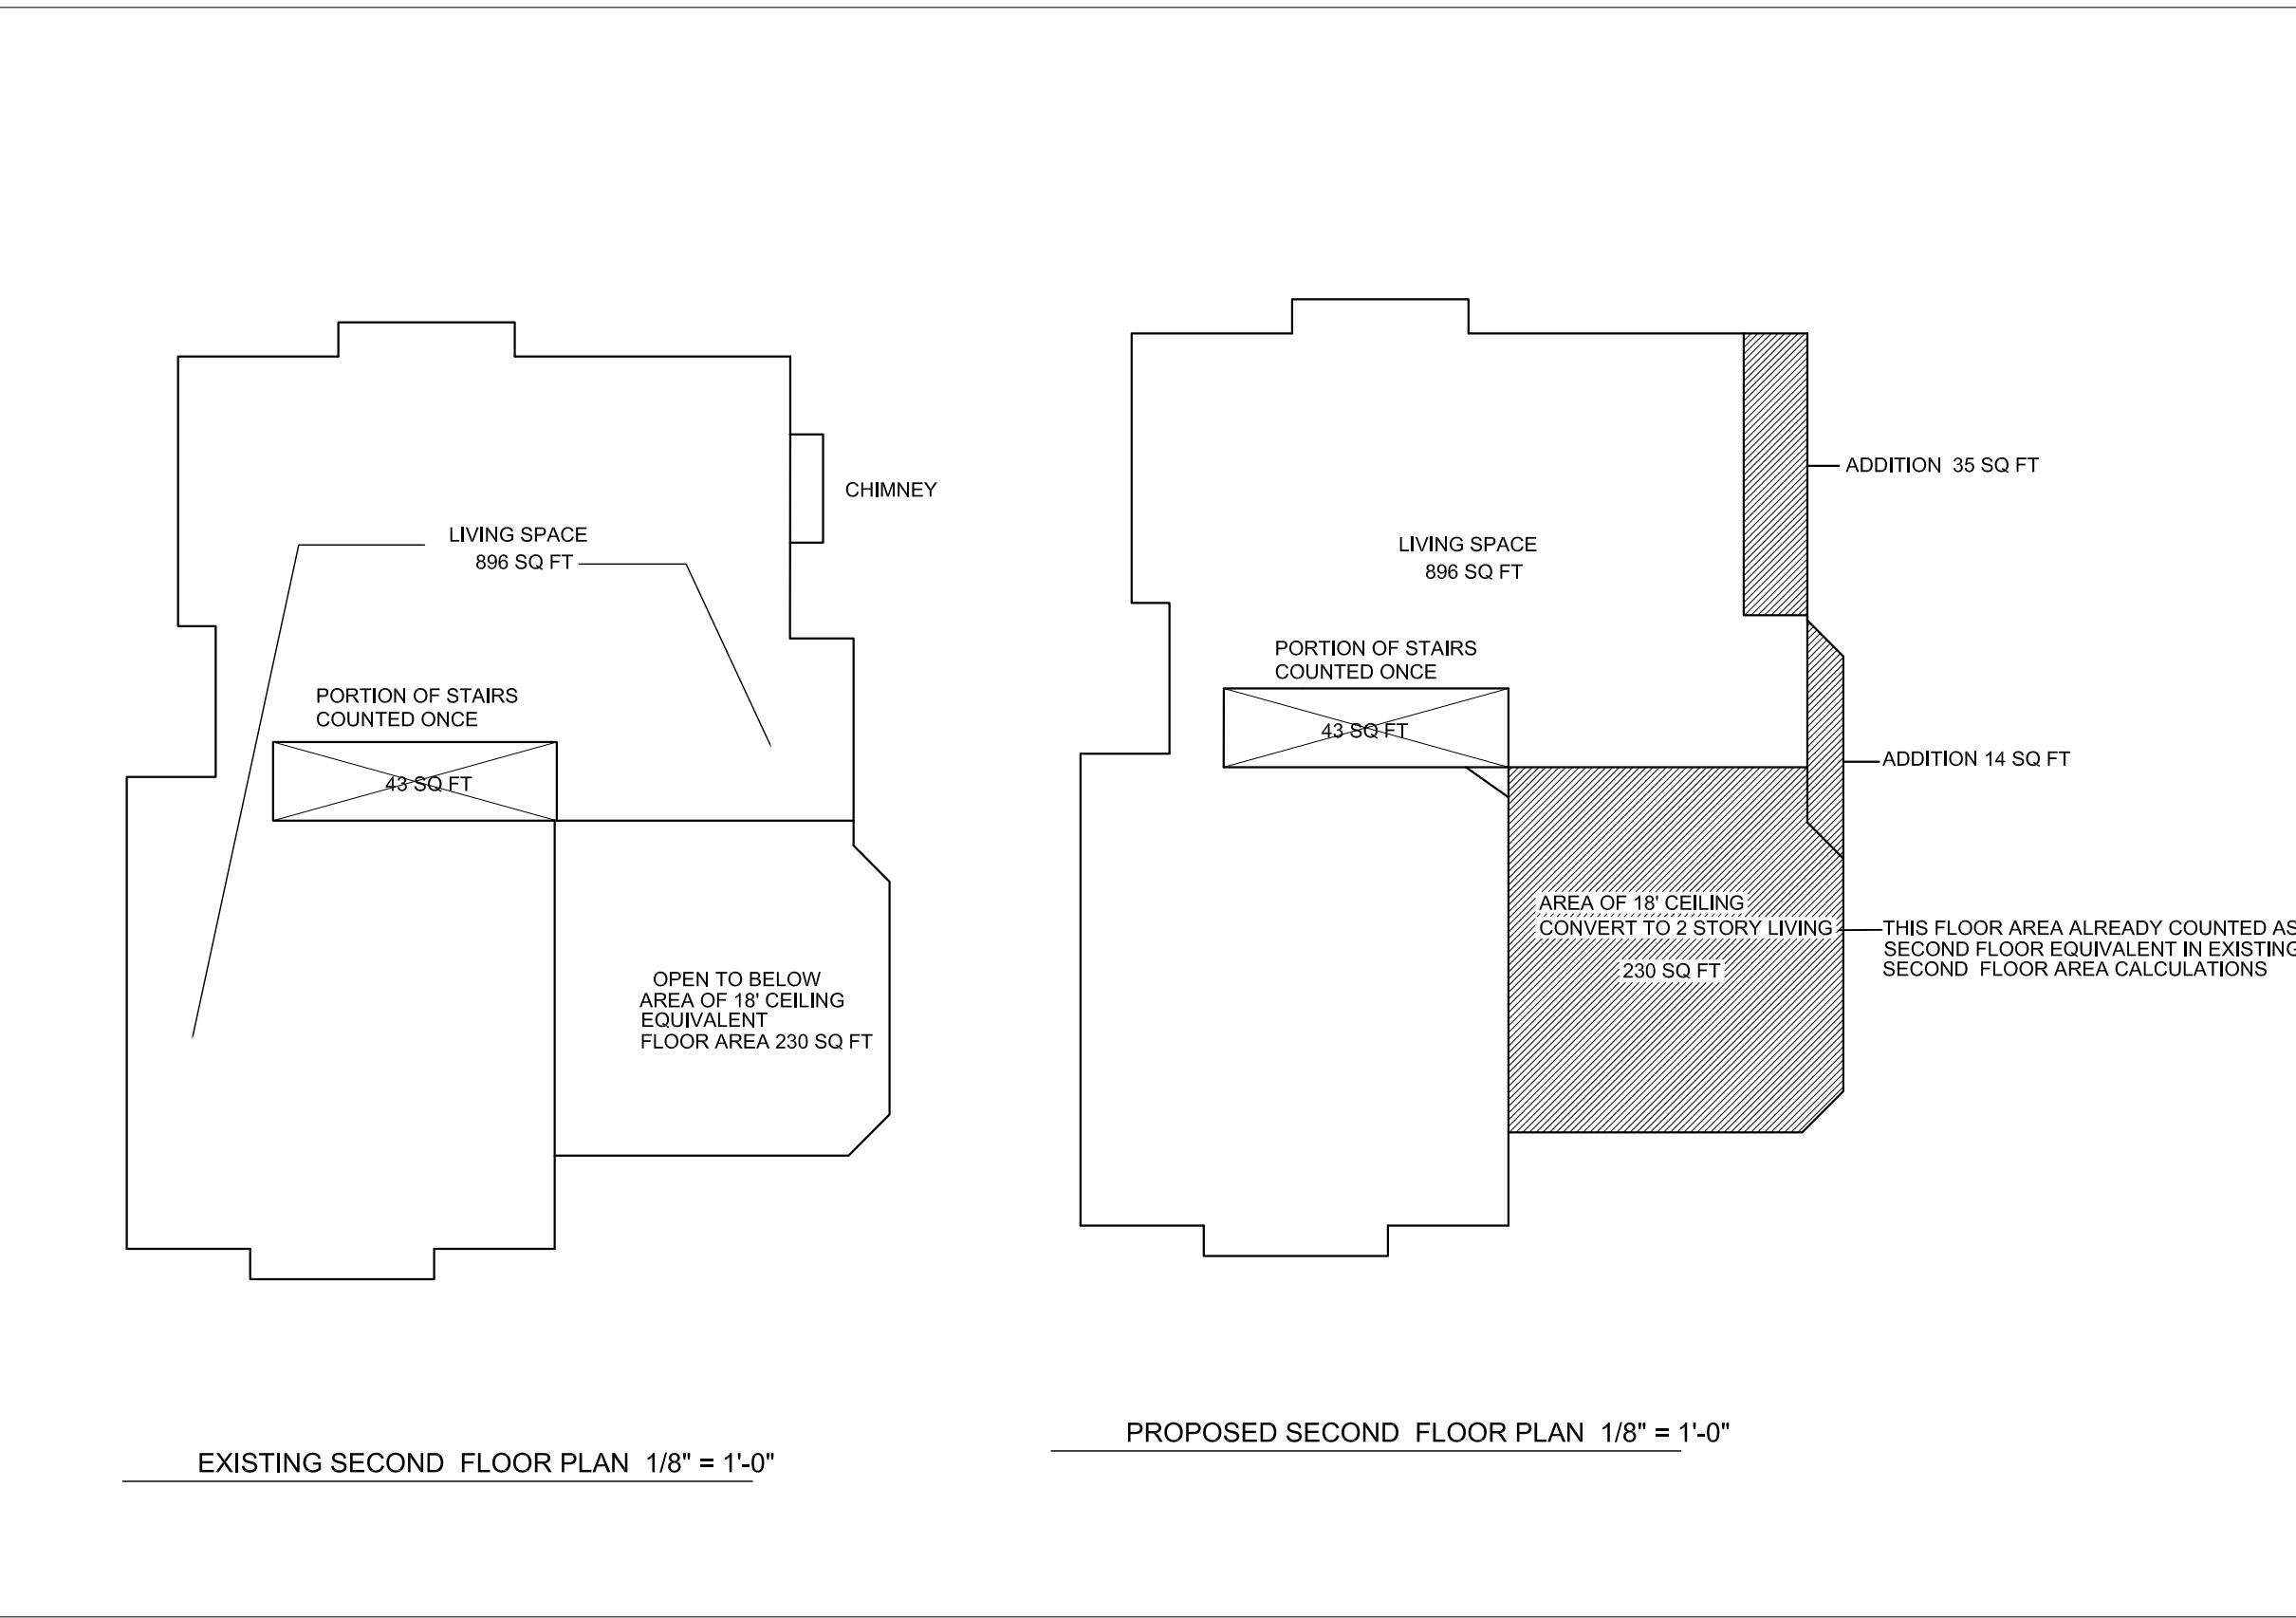 CHIMNEY
LIVING SPACE
896 SQ FT
PORTION OF STAIRS
COUNTED ONCE
43 SQ FT
OPEN TO BELOW
AREA OF 18' CEILING
EQUIVALENT
FLOOR AREA 230 SQ FT
EXISTING SECOND FLOOR PLAN 1/8" = 1'-0"
ADDITION 35 SQ FT
LIVING SPACE
896 SQ FT
PORTION OF STAIRS
COUNTED ONCE
43 SQ FT
ADDITION 14 SQ FT
AREA OF 18' CEILING
CONVERT TO 2 STORY LIVING
230 SQ FT
THIS FLOOR AREA ALREADY COUNTED AS
SECOND FLOOR EQUIVALENT IN EXISTING
SECOND FLOOR AREA CALCULATIONS
PROPOSED SECOND FLOOR PLAN 1/8" = 1'-0"